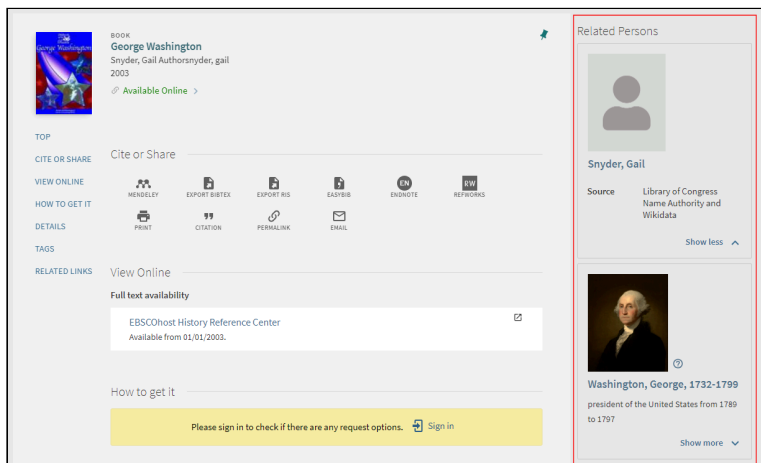 George Washington
BOOK
George Washington
Snyder, Gail Authorsnyder, gail
2003
Available Online >
TOP
CITE OR SHARE
VIEW ONLINE
HOW TO GET IT
DETAILS
TAGS
RELATED LINKS
Cite or Share
MENDELEY
EXPORT BIBTEX
EXPORT RIS
EASYBIB
EN
ENDNOTE
RW
REFWORKS
PRINT
CITATION
PERMALINK
EMAIL
View Online
Full text availability
EBSCOhost History Reference Center
Available from 01/01/2003.
How to get it
Please sign in to check if there are any request options. Sign in
Related Persons
Snyder, Gail
Source Library of Congress
Name Authority and
Wikidata
Show less
Washington, George, 1732-1799
president of the United States from 1789
to 1797
Show more